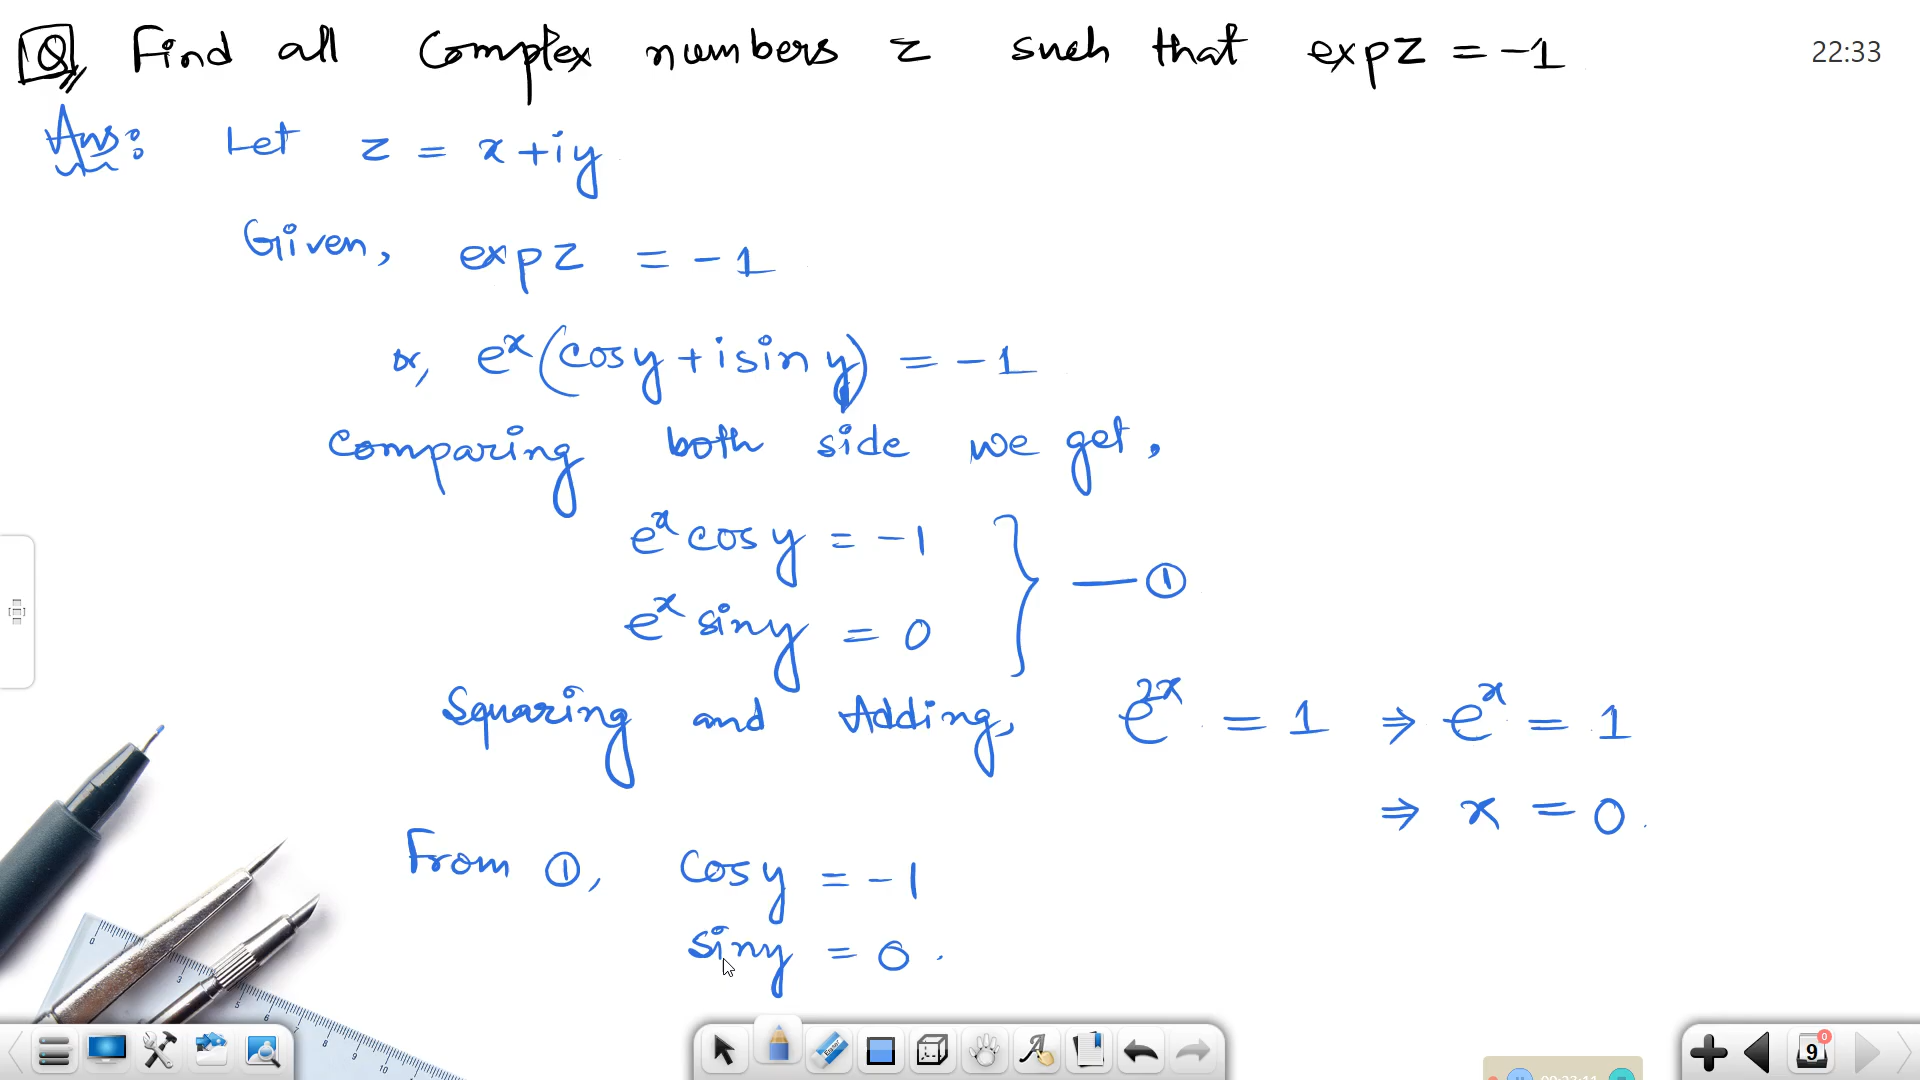 Q Find all Complex numbers z such that exp z = -1
22:33
Ans: Let z = x + iy
Given, exp z = -1
or, e^x (cos y + i sin y) = -1
Comparing both side we get,
e^x cos y = -1
e^x sin y = 0 } — ①
Squaring and Adding, e^2x = 1 ⇒ e^x = 1
⇒ x = 0.
From ①, cos y = -1
sin y = 0.